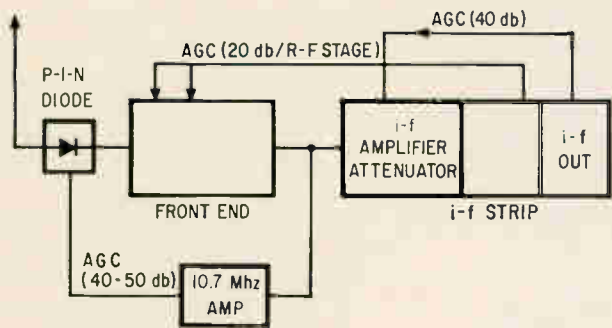 AGC (40 db)
AGC (20 db/R-F STAGE)
P-I-N
DIODE
i-f
AMPLIFIER
ATTENUATOR
i-f
OUT
FRONT END
i-f STRIP
AGC
(40-50 db)
10.7 Mhz
AMP